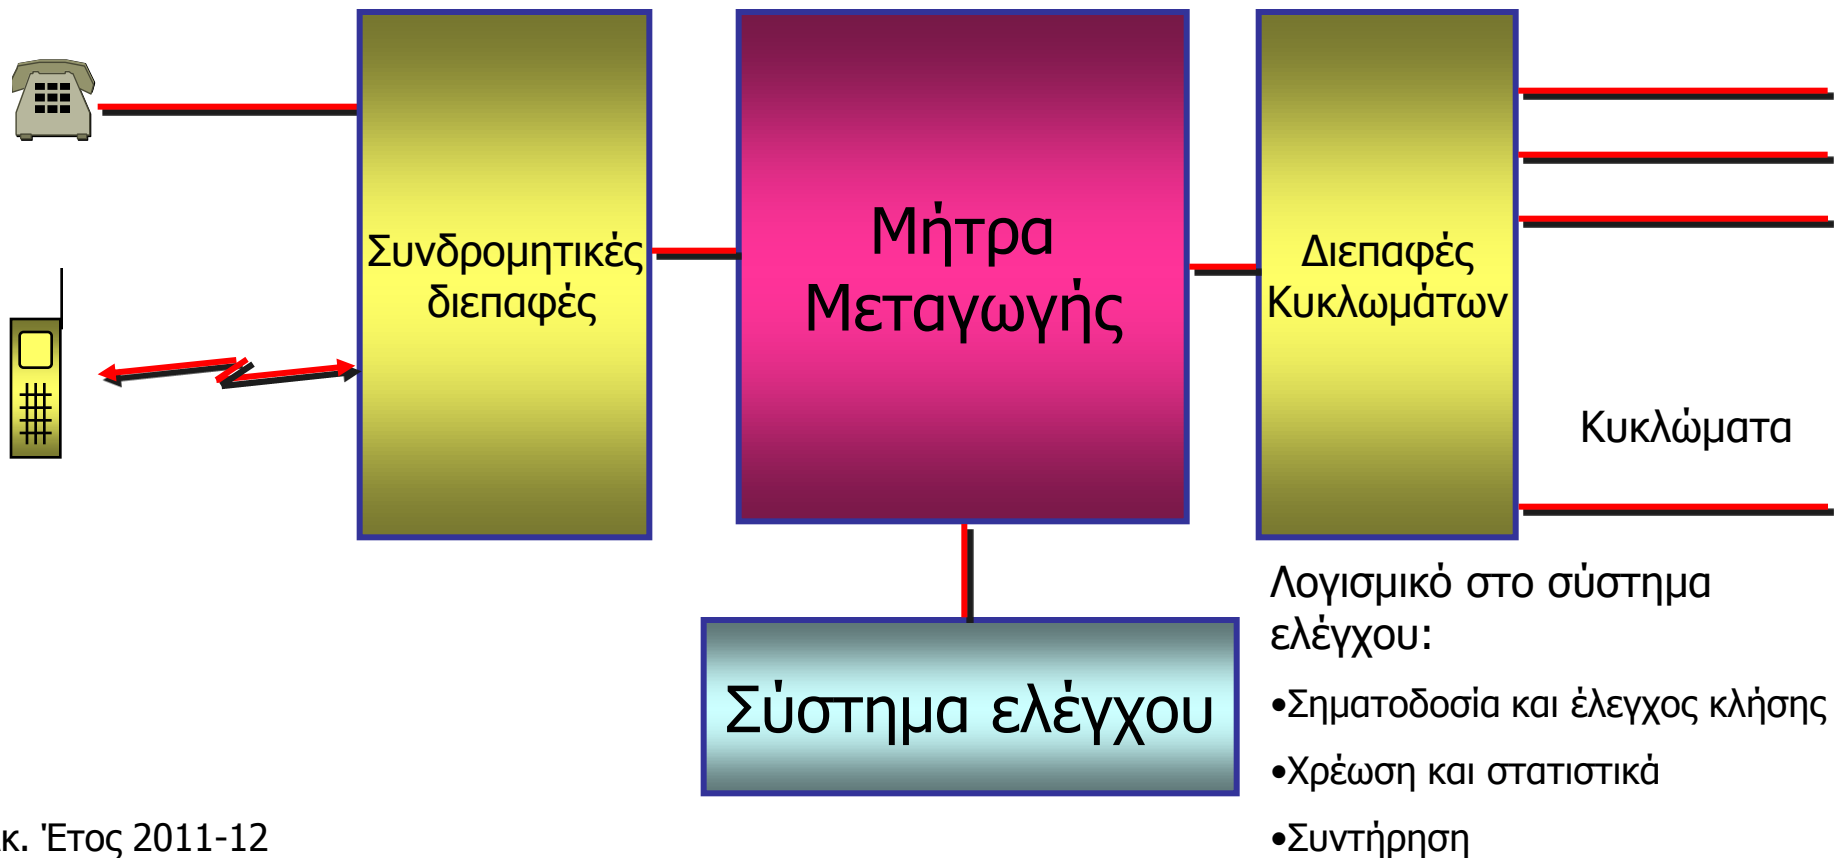 Συνδρομητικές
διεπαφές
Μήτρα
Μεταγωγής
Διεπαφές
Κυκλωμάτων
Κυκλώματα
Σύστημα ελέγχου
Λογισμικό στο σύστημα
ελέγχου:
•Σηματοδοσία και έλεγχος κλήσης
•Χρέωση και στατιστικά
•Συντήρηση
κ. Έτος 2011-12